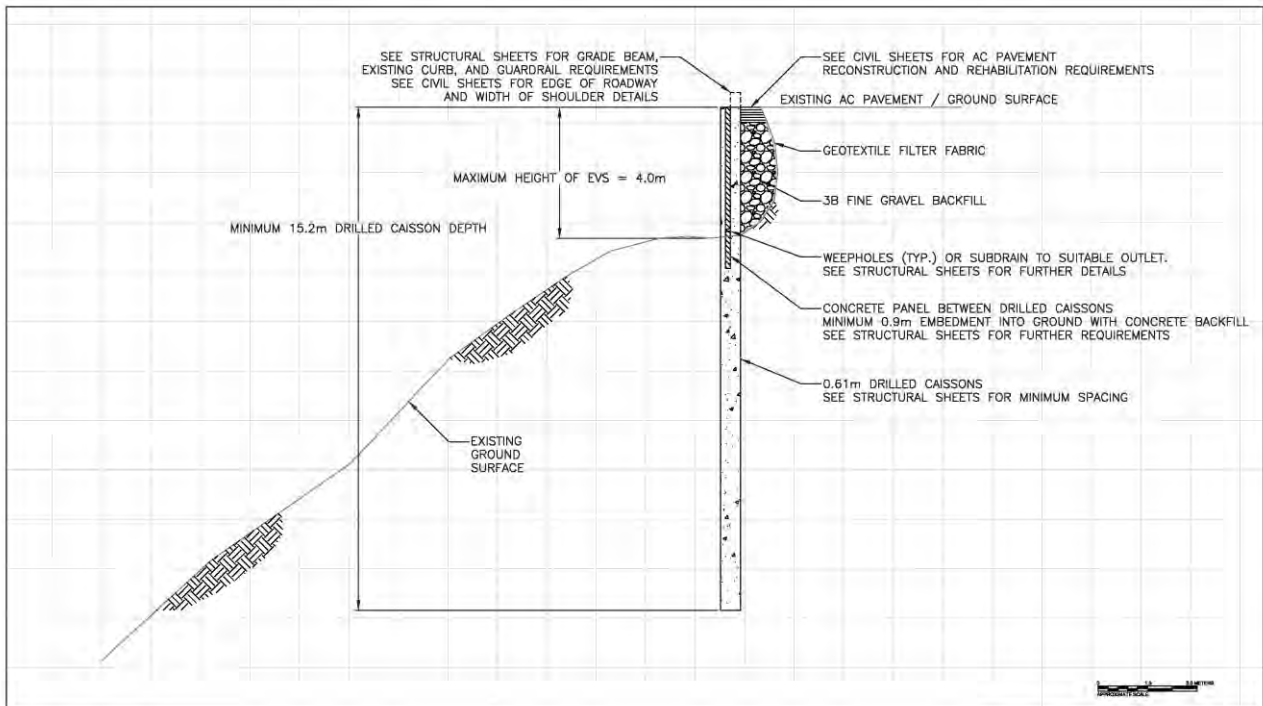 SEE STRUCTURAL SHEETS FOR GRADE BEAM,
EXISTING CURB, AND GUARDRAIL REQUIREMENTS
SEE CIVIL SHEETS FOR EDGE OF ROADWAY
AND WIDTH OF SHOULDER DETAILS
SEE CIVIL SHEETS FOR AC PAVEMENT
RECONSTRUCTION AND REHABILITATION REQUIREMENTS
EXISTING AC PAVEMENT / GROUND SURFACE
GEOTEXTILE FILTER FABRIC
MAXIMUM HEIGHT OF EVS = 4.0m
3B FINE GRAVEL BACKFILL
MINIMUM 15.2m DRILLED CAISSON DEPTH
WEEPHOLES (TYP.) OR SUBDRAIN TO SUITABLE OUTLET.
SEE STRUCTURAL SHEETS FOR FURTHER DETAILS
CONCRETE PANEL BETWEEN DRILLED CAISSONS
MINIMUM 0.9m EMBEDMENT INTO GROUND WITH CONCRETE BACKFILL
SEE STRUCTURAL SHEETS FOR FURTHER REQUIREMENTS
0.61m DRILLED CAISSONS
SEE STRUCTURAL SHEETS FOR MINIMUM SPACING
EXISTING
GROUND
SURFACE
0 METERS
APPROXIMATE SCALE